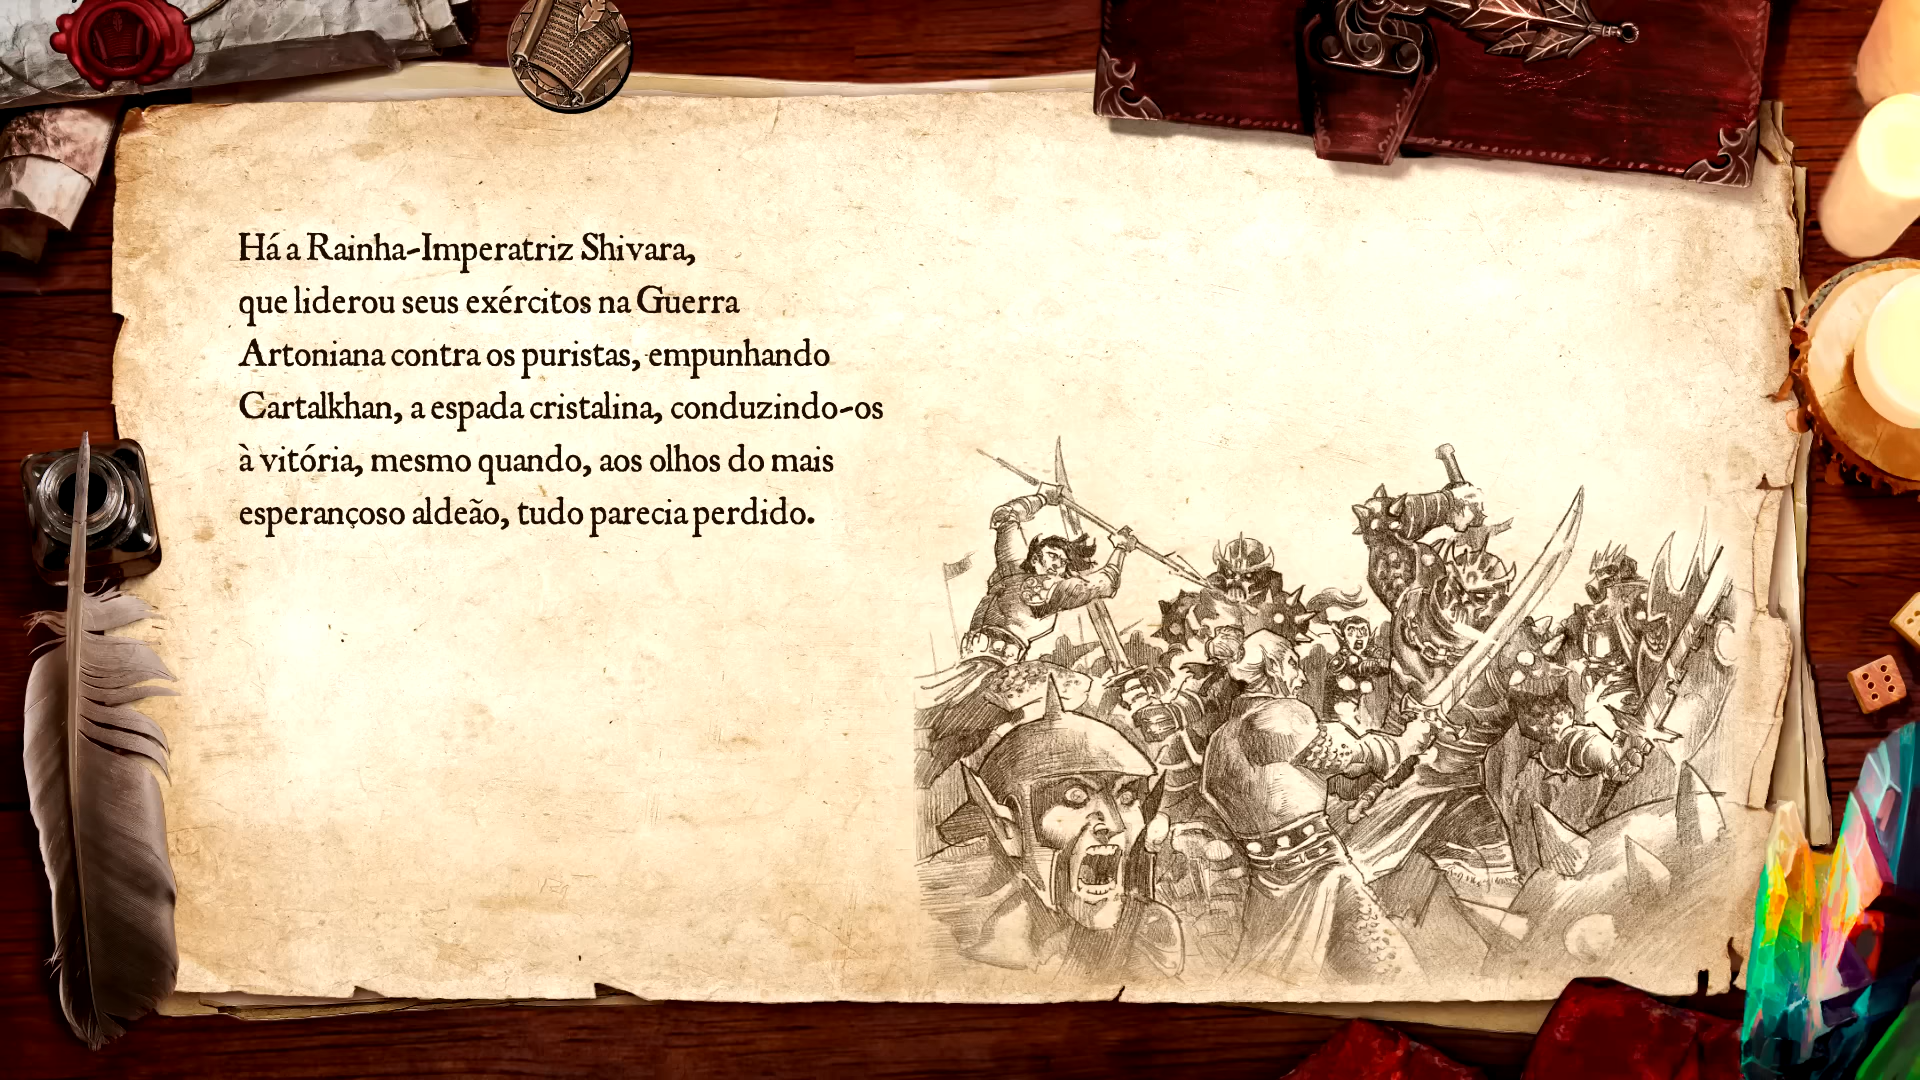 Há a Rainha-Imperatriz Shivara,
que liderou seus exércitos na Guerra
Artoniana contra os puristas, empunhando
Cartalkhan, a espada cristalina, conduzindo-os
à vitória, mesmo quando, aos olhos do mais
esperançoso aldeão, tudo parecia perdido.